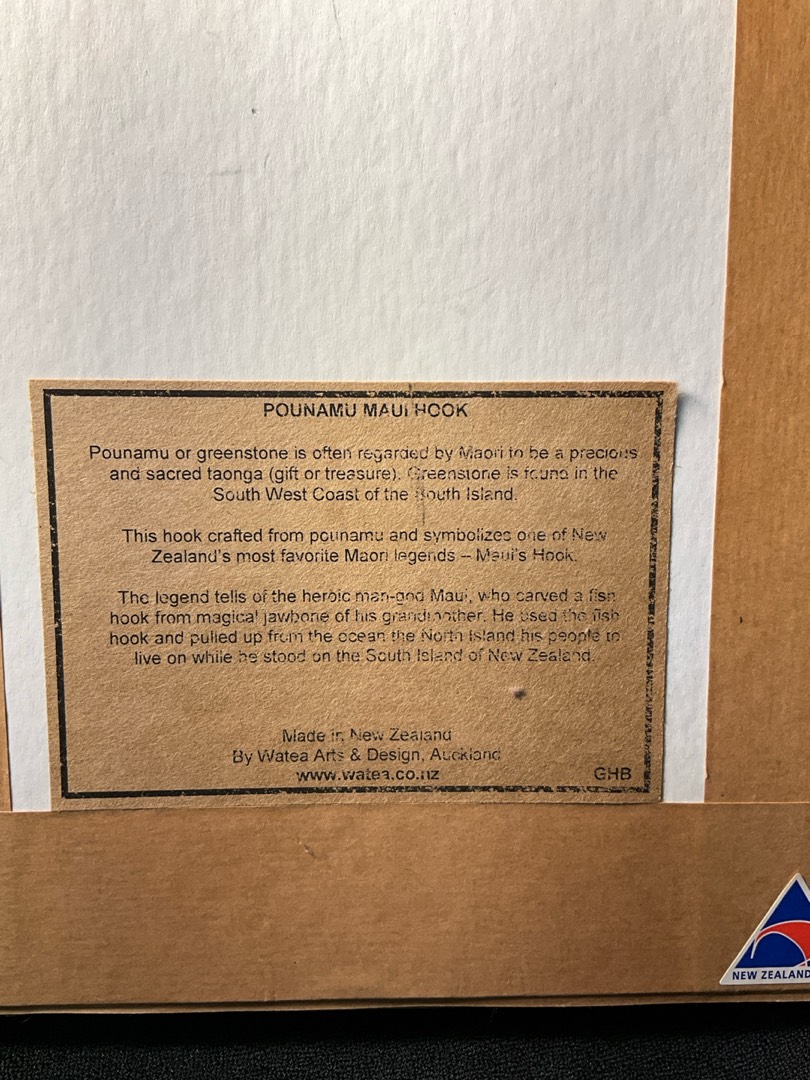 POUNAMU MAUI HOOK
Pounamu or greenstone is often regarded by Maori to be a precious
and sacred taonga (gift or treasure). Greenstone is found in the
South West Coast of the South Island.
This hook crafted from pounamu and symbolizes one of New
Zealand's most favorite Maori legends – Maui's Hook.
The legend tells of the heroic man-god Maui, who carved a fish
hook from magical jawbone of his grandmother. He used the fish
hook and pulled up from the ocean the North Island his people to
live on while he stood on the South Island of New Zealand.
Made in New Zealand
By Watea Arts & Design, Auckland
www.watea.co.nz
GHB
NEW ZEALAND